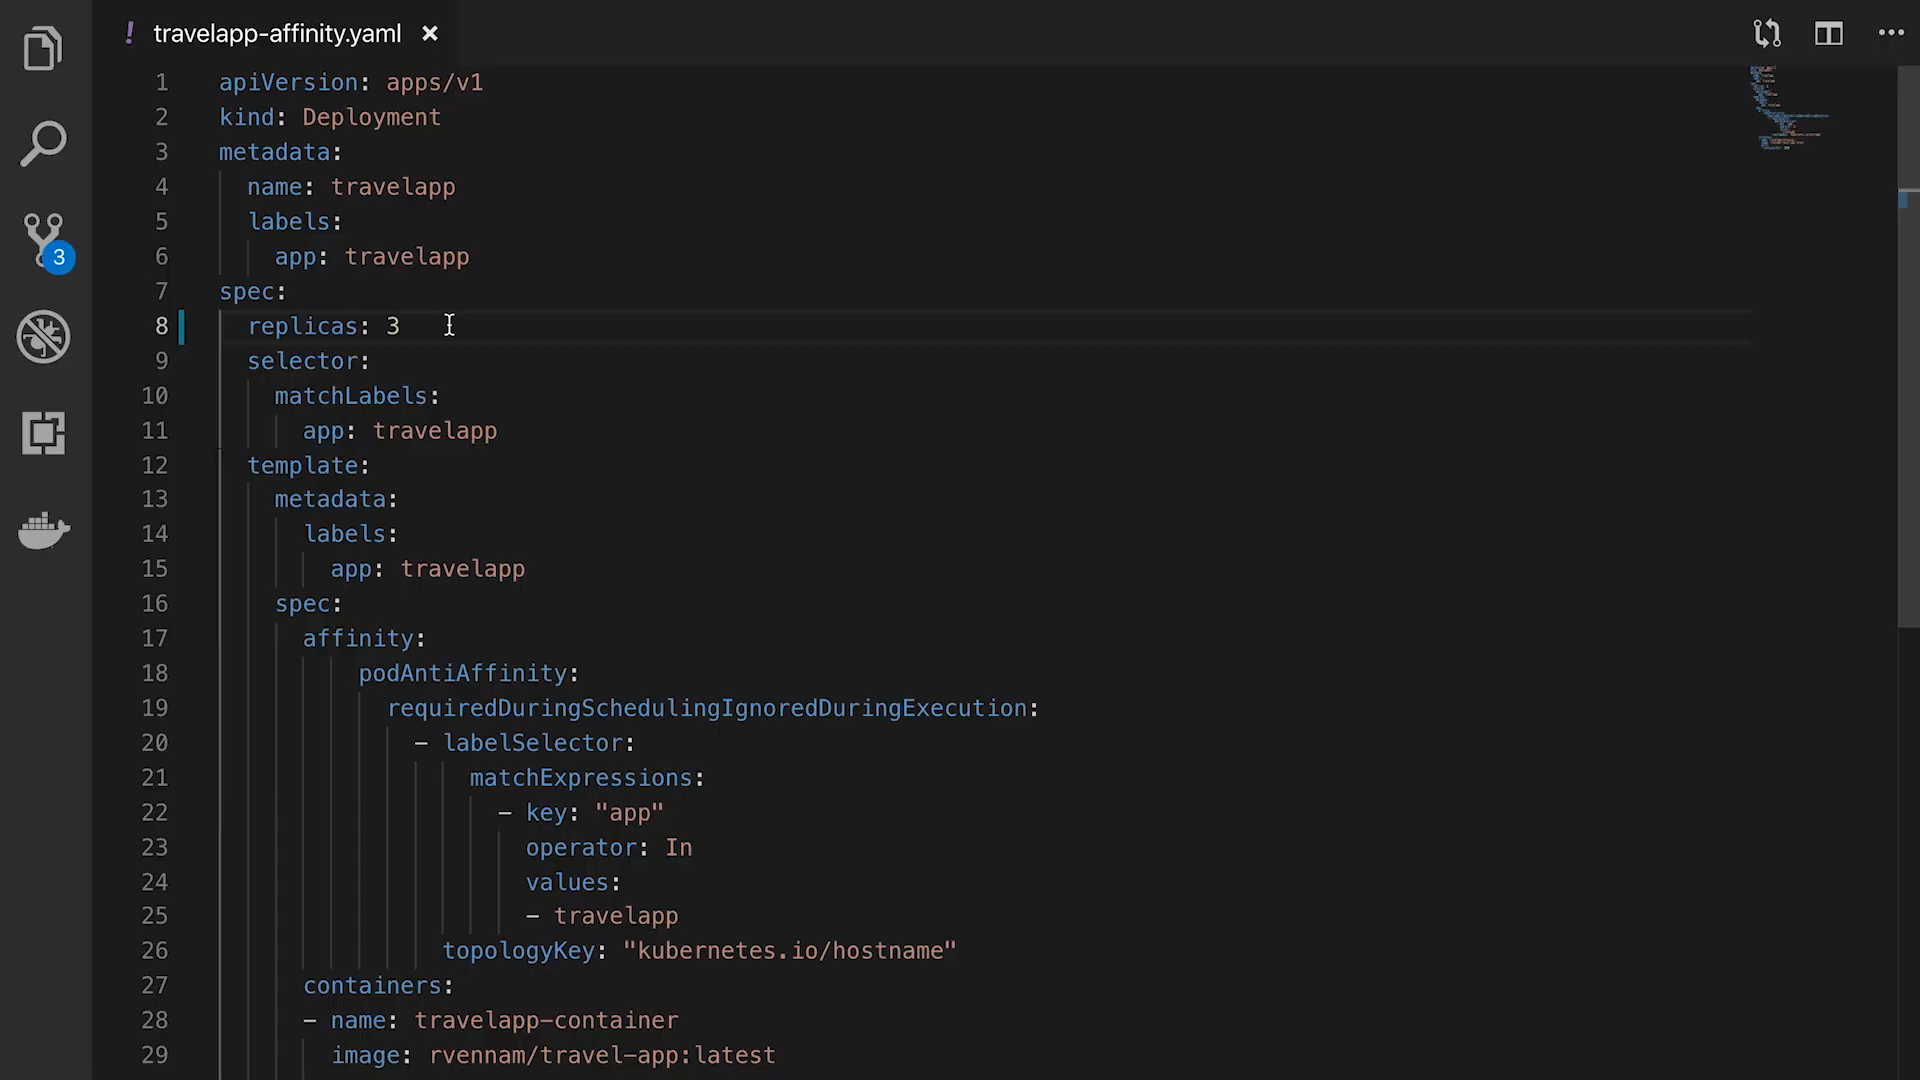 ! travelapp-affinity.yaml ×
1 apiVersion: apps/v1
2 kind: Deployment
3 metadata:
4 name: travelapp
5 labels:
6 app: travelapp
7 spec:
8 replicas: 3
9 selector:
10 matchLabels:
11 app: travelapp
12 template:
13 metadata:
14 labels:
15 app: travelapp
16 spec:
17 affinity:
18 podAntiAffinity:
19 requiredDuringSchedulingIgnoredDuringExecution:
20 - labelSelector:
21 matchExpressions:
22 - key: "app"
23 operator: In
24 values:
25 - travelapp
26 topologyKey: "kubernetes.io/hostname"
27 containers:
28 - name: travelapp-container
29 image: rvennam/travel-app:latest
3